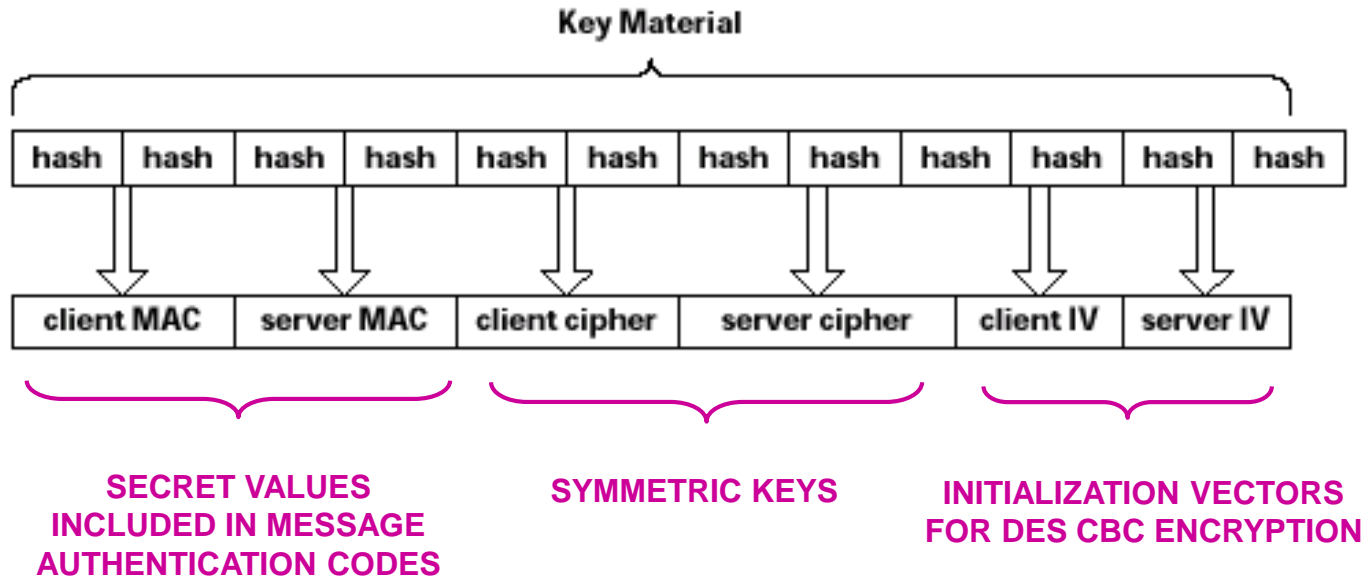 Key Material
hash hash hash hash hash hash hash hash hash hash hash hash
client MAC server MAC client cipher server cipher client IV server IV
SECRET VALUES
INCLUDED IN MESSAGE
AUTHENTICATION CODES
SYMMETRIC KEYS
INITIALIZATION VECTORS
FOR DES CBC ENCRYPTION